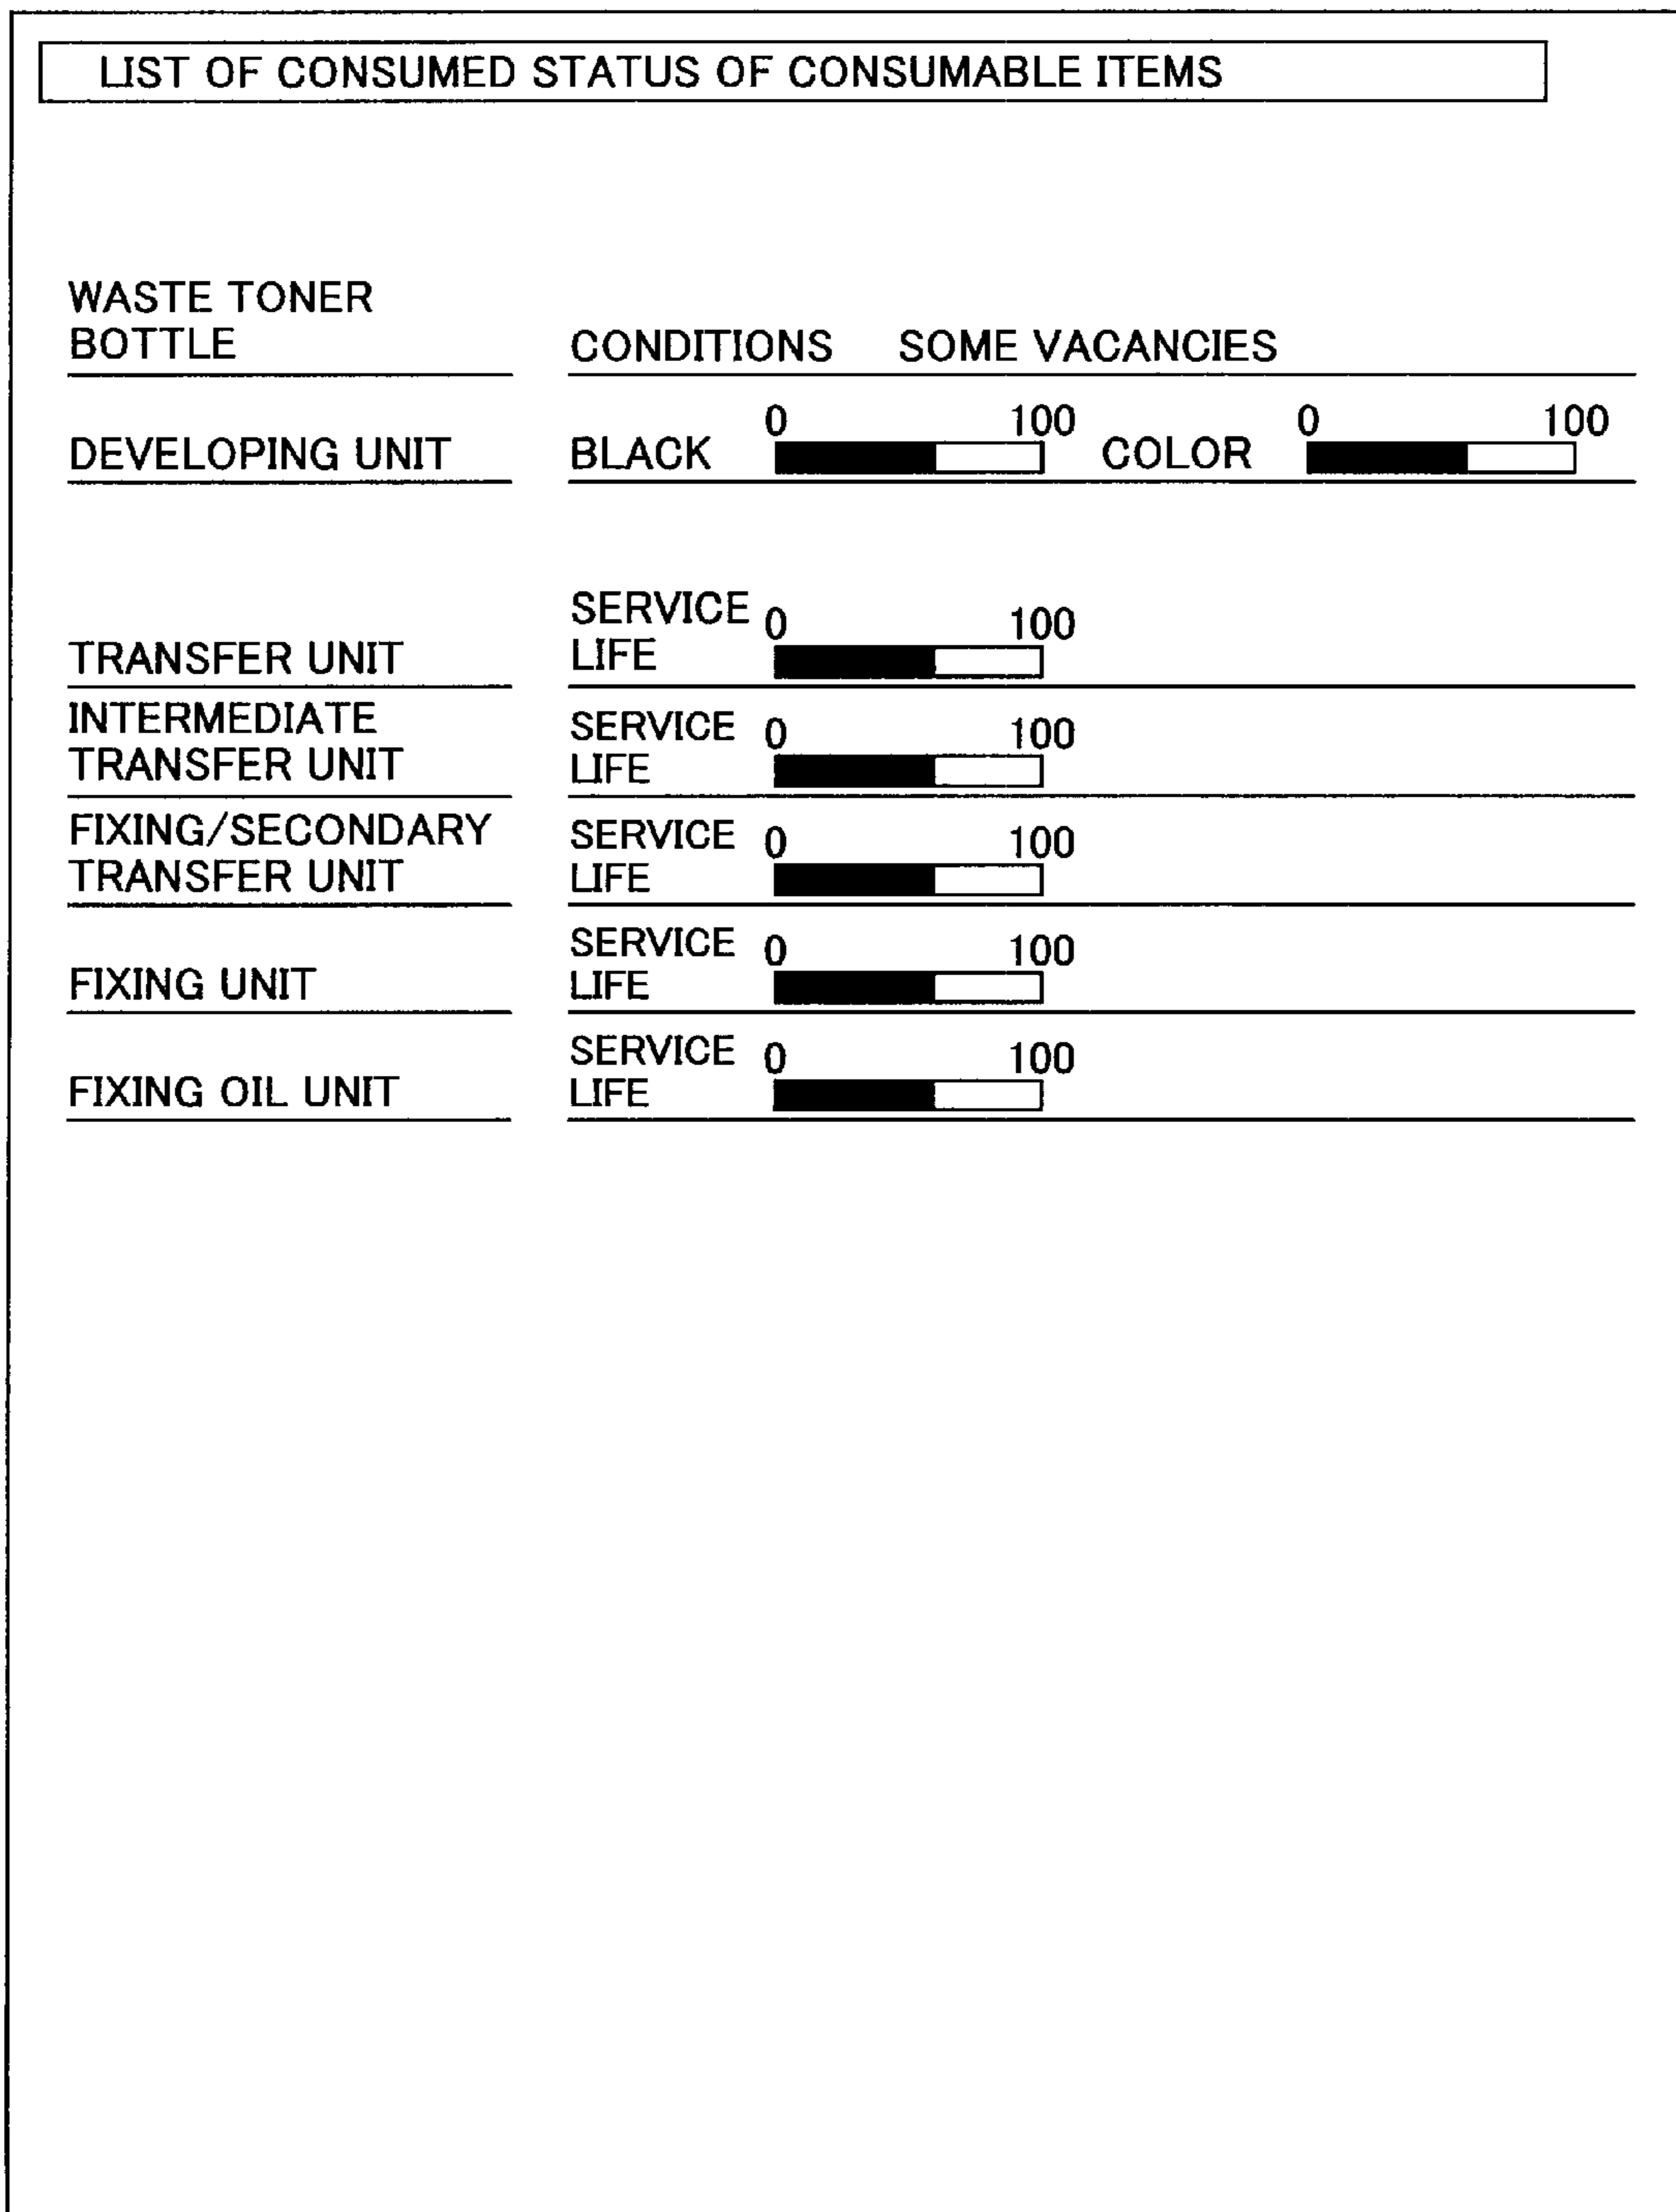 LIST OF CONSUMED STATUS OF CONSUMABLE ITEMS
WASTE TONER
BOTTLE CONDITIONS SOME VACANCIES
0 100 0 100
DEVELOPING UNIT BLACK COLOR
SERVICE 0 100
TRANSFER UNIT LIFE
INTERMEDIATE SERVICE 0 100
TRANSFER UNIT LIFE
FIXING/SECONDARY SERVICE 0 100
TRANSFER UNIT LIFE
SERVICE 0 100
FIXING UNIT LIFE
SERVICE 0 100
FIXING OIL UNIT LIFE